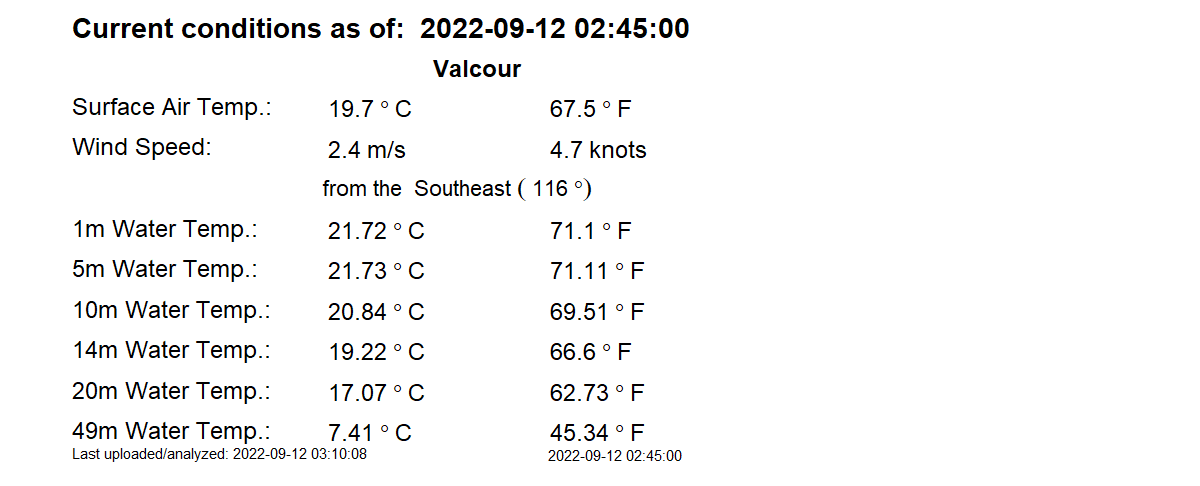 Current conditions as of:  2022-09-12 02:45:00
Valcour
Surface Air Temp.: 19.7 ° C 67.5 ° F
Wind Speed: 2.4 m/s 4.7 knots
from the  Southeast ( 116 °)
1m Water Temp.: 21.72 ° C 71.1 ° F
5m Water Temp.: 21.73 ° C 71.11 ° F
10m Water Temp.: 20.84 ° C 69.51 ° F
14m Water Temp.: 19.22 ° C 66.6 ° F
20m Water Temp.: 17.07 ° C 62.73 ° F
49m Water Temp.: 7.41 ° C 45.34 ° F
Last uploaded/analyzed: 2022-09-12 03:10:08 2022-09-12 02:45:00